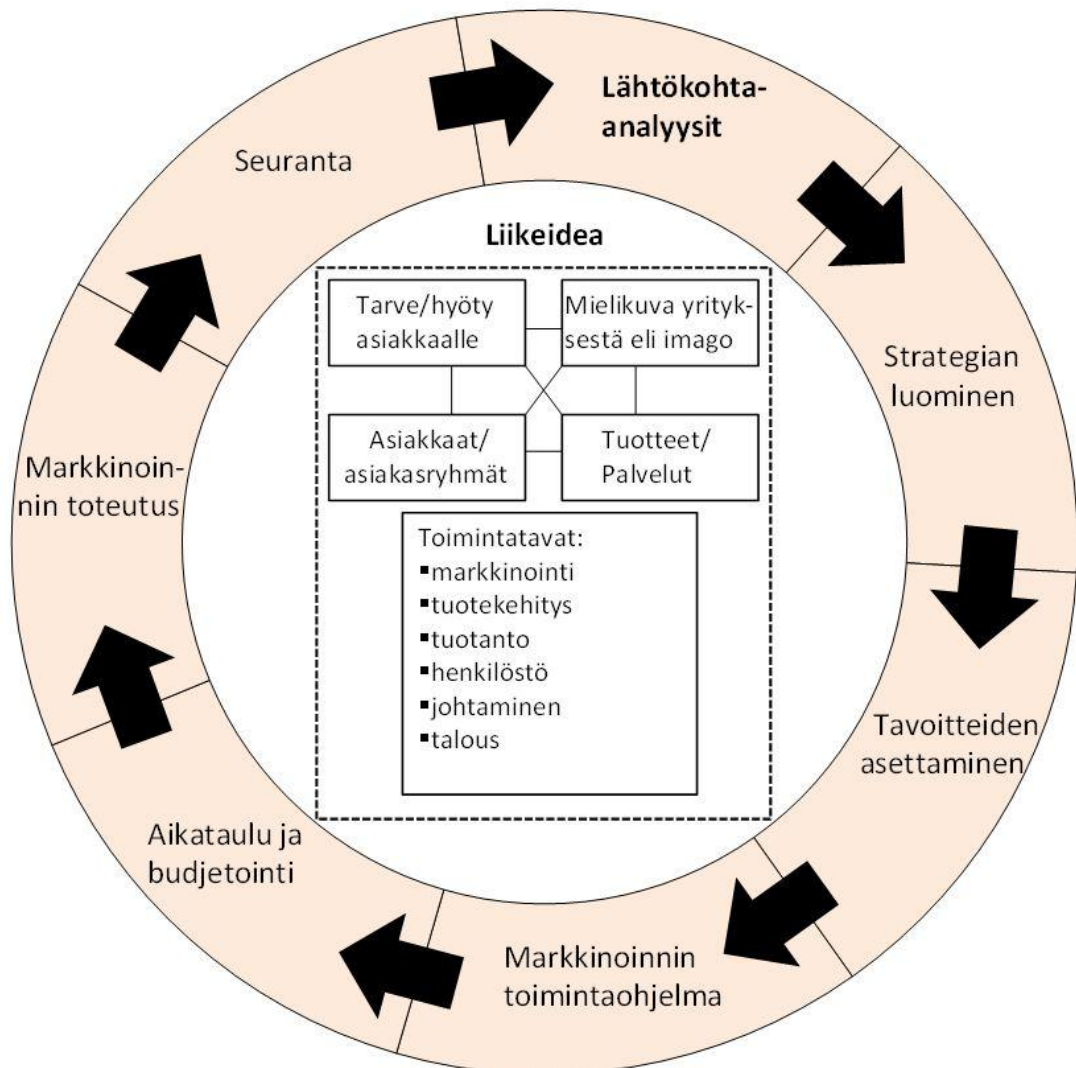 Lähtökohta-
analyysit
Strategian
luominen
Tavoitteiden
asettaminen
Markkinoinnin
toimintaohjelma
Aikataulu ja
budjetointi
Markkinoin-
nin toteutus
Seuranta
Liikeidea
Tarve/hyöty
asiakkaalle
Mielikuva yrityk-
sestä eli imago
Asiakkaat/
asiakasryhmät
Tuotteet/
Palvelut
Toimintatavat:
▪markkinointi
▪tuotekehitys
▪tuotanto
▪henkilöstö
▪johtaminen
▪talous